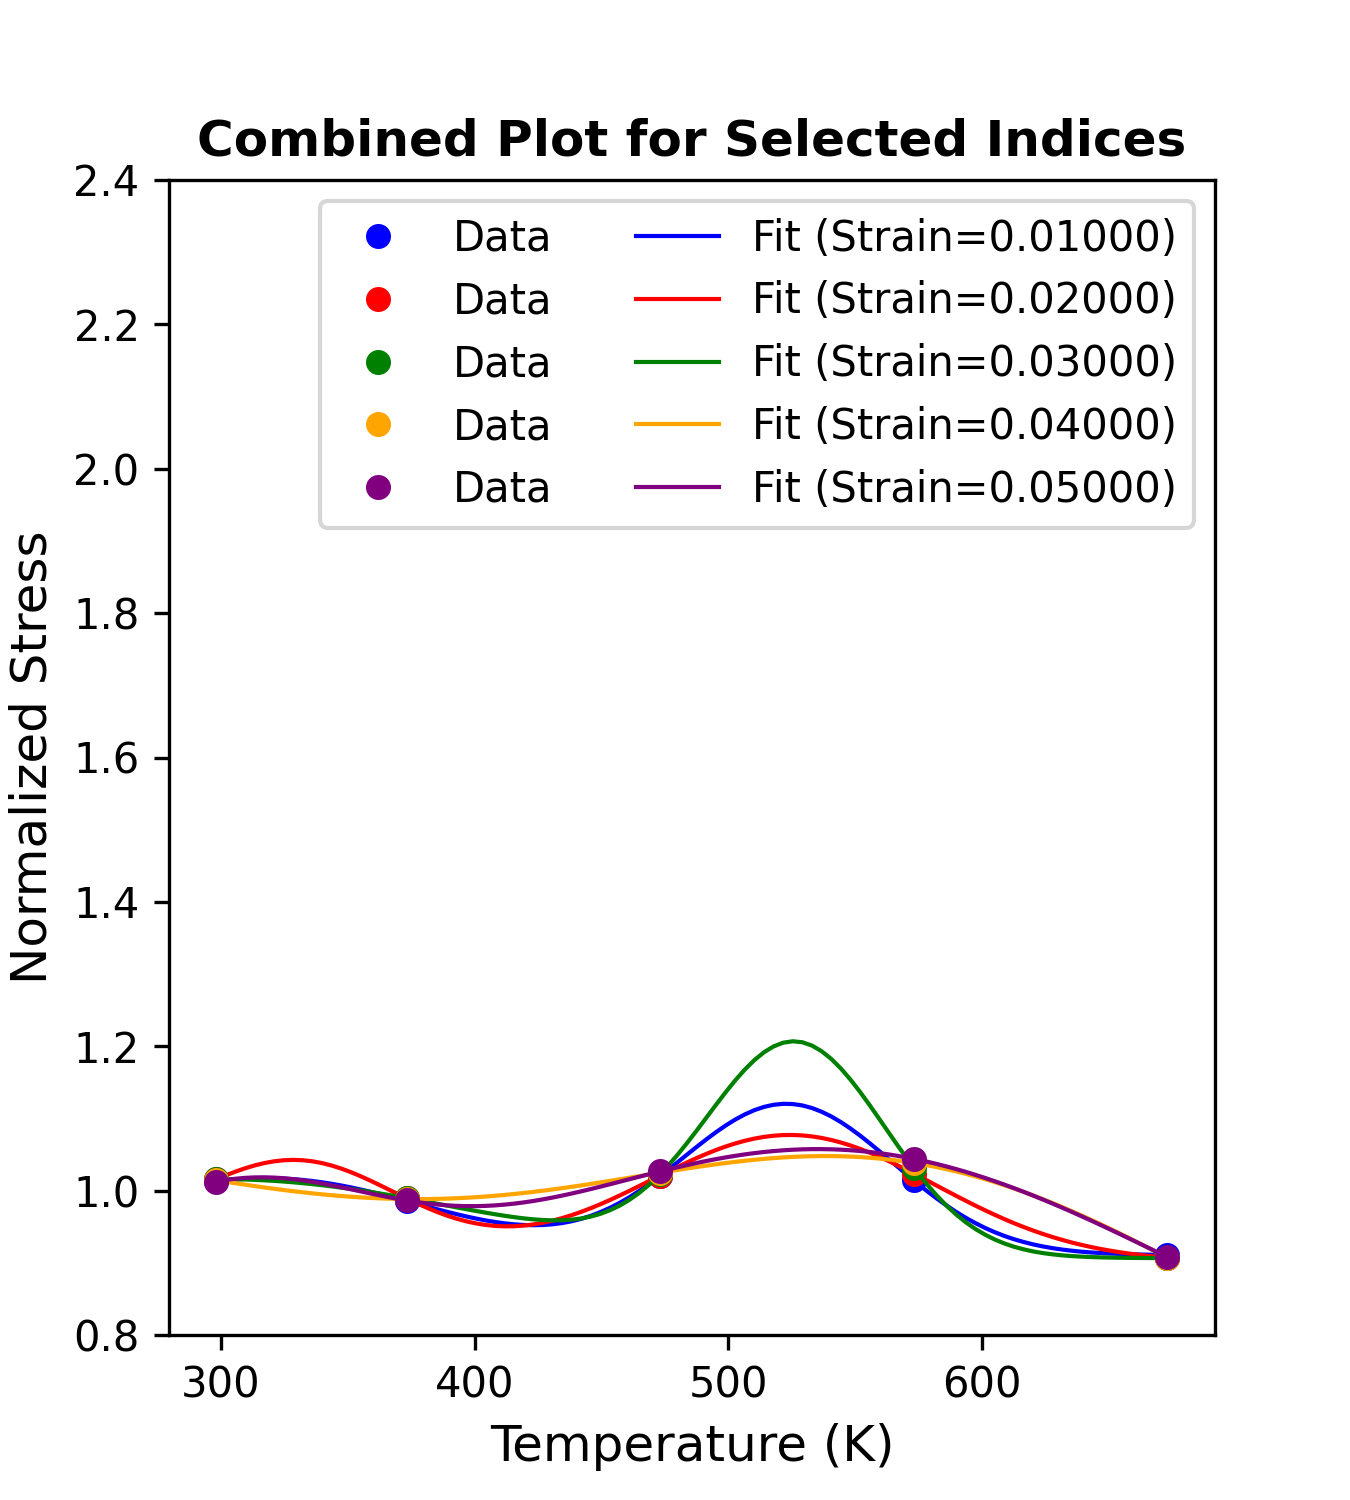 Combined Plot for Selected Indices
2.4
2.2
2.0
1.8
1.6
1.4
1.2
1.0
0.8
Normalized Stress
Data Fit (Strain=0.01000)
Data Fit (Strain=0.02000)
Data Fit (Strain=0.03000)
Data Fit (Strain=0.04000)
Data Fit (Strain=0.05000)
300 400 500 600
Temperature (K)